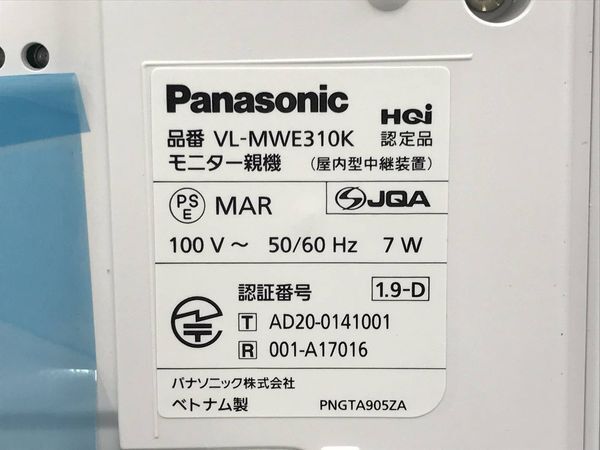 Panasonic
HQi
品番 VL-MWE310K 認定品
モニター親機 (屋内型中継装置)
PSE MAR JQA
100 V～ 50/60 Hz 7 W
認証番号 1.9-D
T AD20-0141001
R 001-A17016
パナソニック株式会社
ベトナム製 PNGTA905ZA